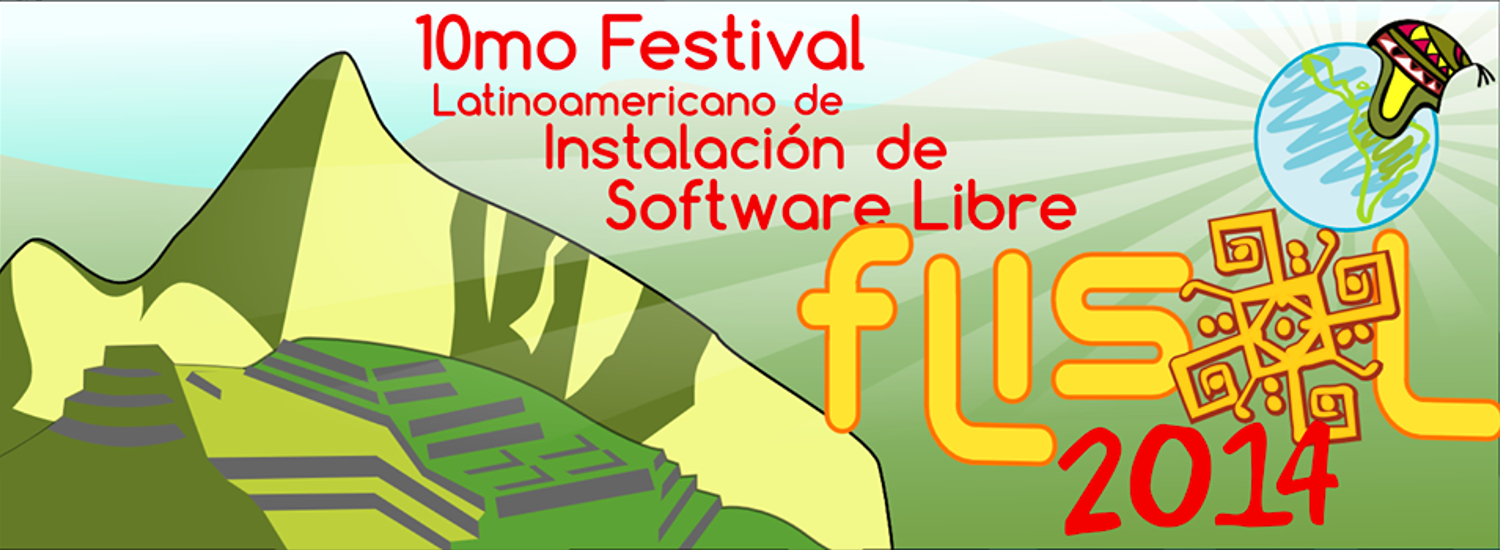 10mo Festival
Latinoamericano de
Instalación de
Software Libre
flisol
2014